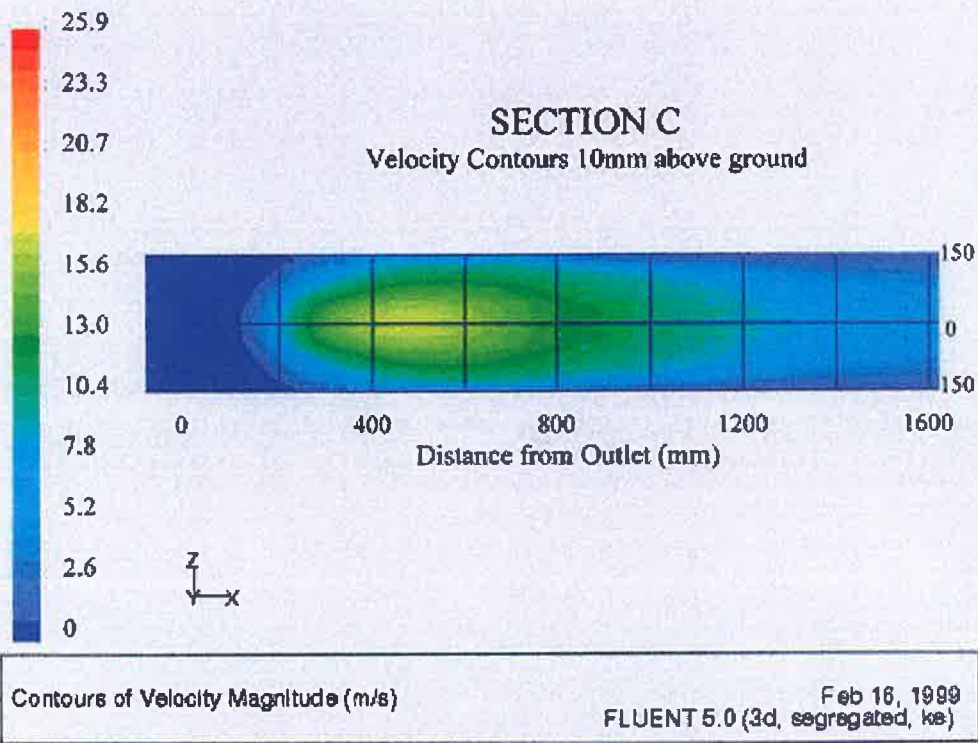 25.9
23.3
20.7
18.2
15.6
13.0
10.4
7.8
5.2
2.6
0
SECTION C
Velocity Contours 10mm above ground
150
0
150
0 400 800 1200 1600
Distance from Outlet (mm)
Z
Y X
Contours of Velocity Magnitude (m/s)
Feb 16, 1999
FLUENT 5.0 (3d, segregated, ke)